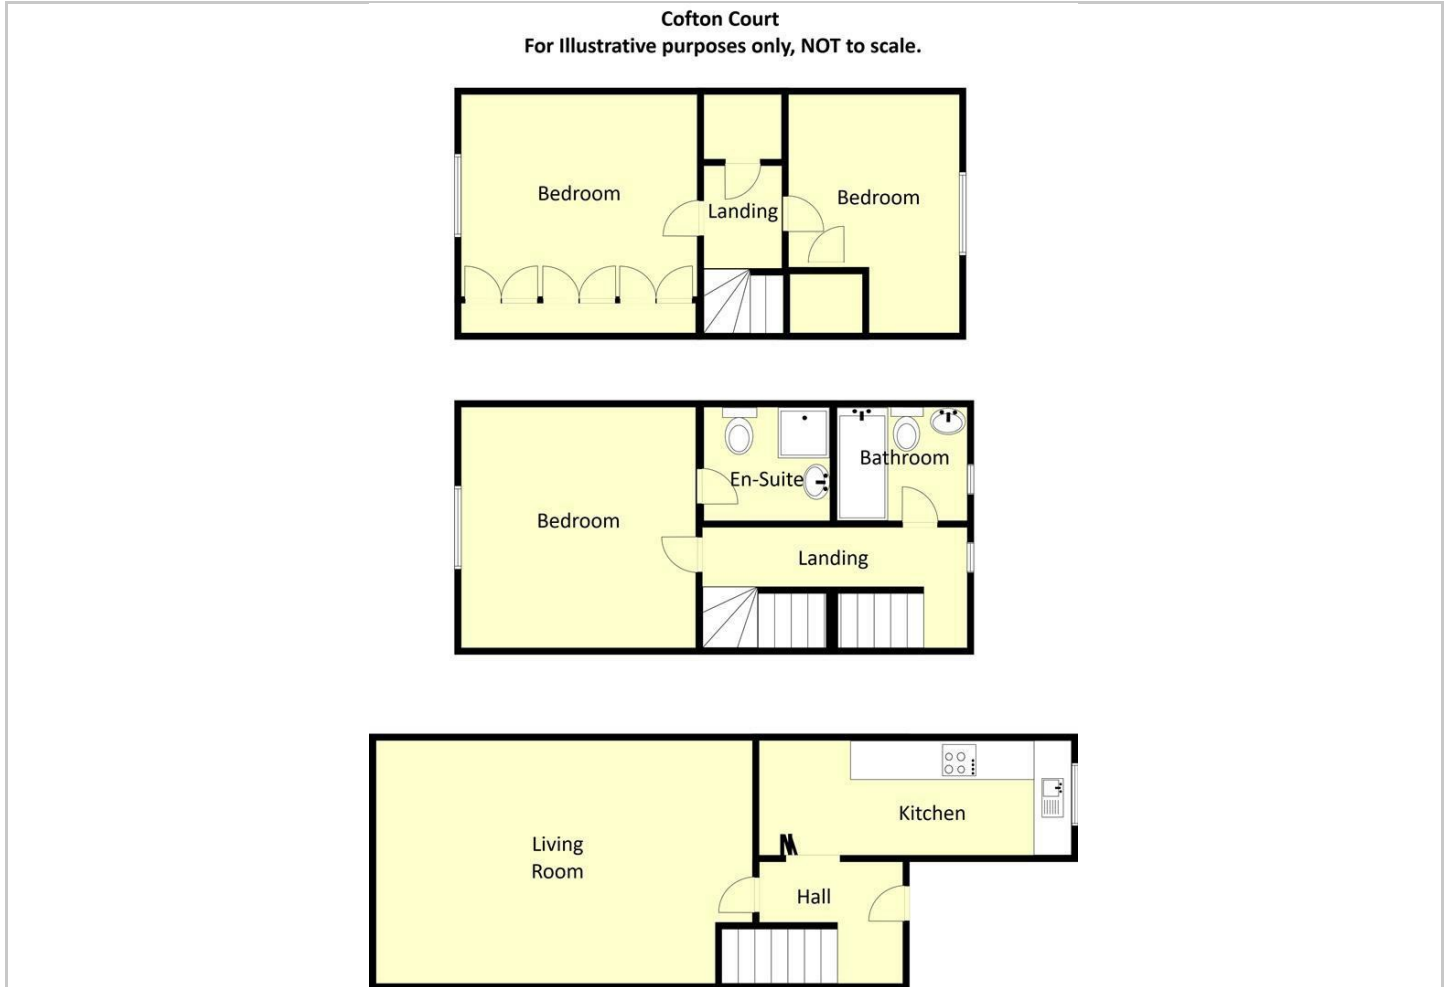 Cofton Court
For Illustrative purposes only, NOT to scale.
Bedroom
Landing
Bedroom
Bedroom
En-Suite
Bathroom
Landing
Living
Room
Kitchen
Hall